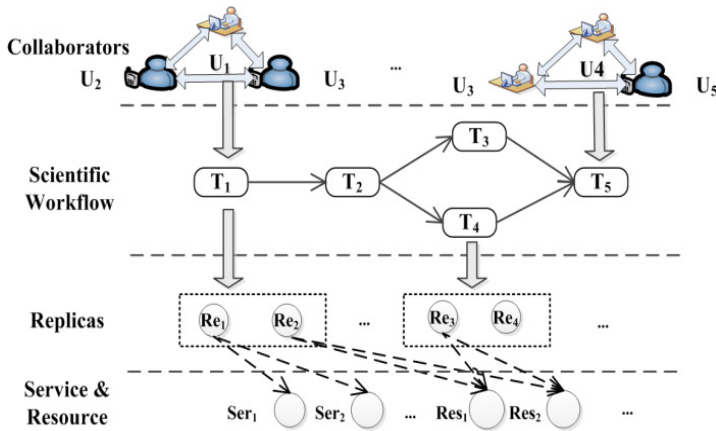 Collaborators
U₁
U₂
U₃
...
U4
U₃
U₅
Scientific
Workflow
T₁
T₂
T₃
T₄
T₅
Replicas
Re₁
Re₂
...
Re₃
Re₄
...
Service &
Resource
Ser₁
Ser₂
...
Res₁
Res₂
...